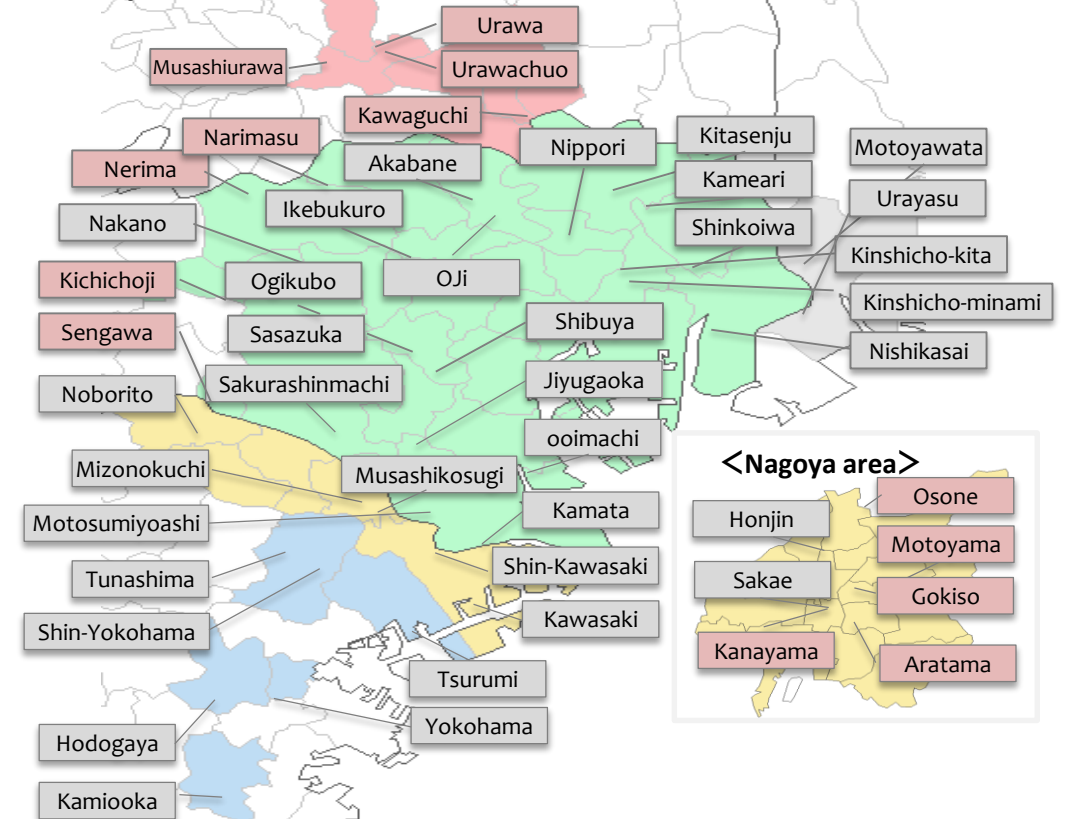 Urawa
Musashiurawa
Urawachuo
Kawaguchi
Narimasu
Nippori
Kitasenju
Motoyawata
Nerima
Akabane
Kameari
Urayasu
Nakano
Ikebukuro
Shinkoiwa
Kinshicho-kita
Kichichoji
Ogikubo
OJi
Kinshicho-minami
Sengawa
Sasazuka
Shibuya
Nishikasai
Noborito
Sakurashinmachi
Jiyugaoka
ooimachi
Mizonokuchi
Musashikosugi
<Nagoya area>
Osone
Motosumiyoashi
Kamata
Honjin
Motoyama
Tunashima
Shin-Kawasaki
Sakae
Gokiso
Shin-Yokohama
Kawasaki
Kanayama
Aratama
Tsurumi
Yokohama
Hodogaya
Kamiooka